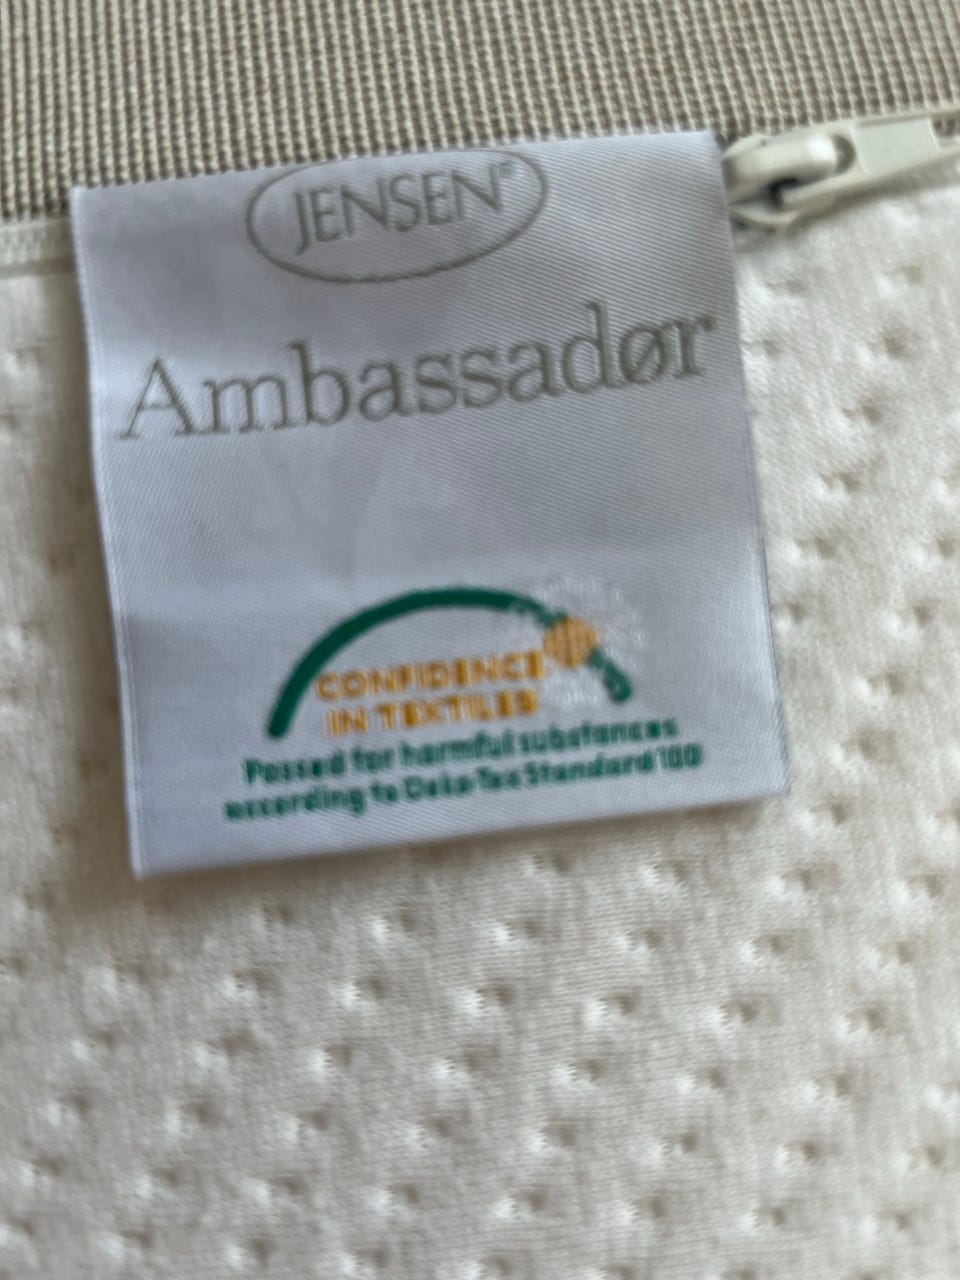 JENSEN®
Ambassadør
CONFIDENCE
IN TEXTILES
Passed for harmful substances
according to Oeko-Tex Standard 100